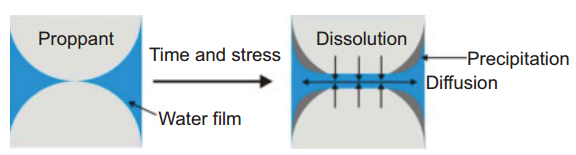 Proppant
Time and stress
Water film
Dissolution
Precipitation
Diffusion